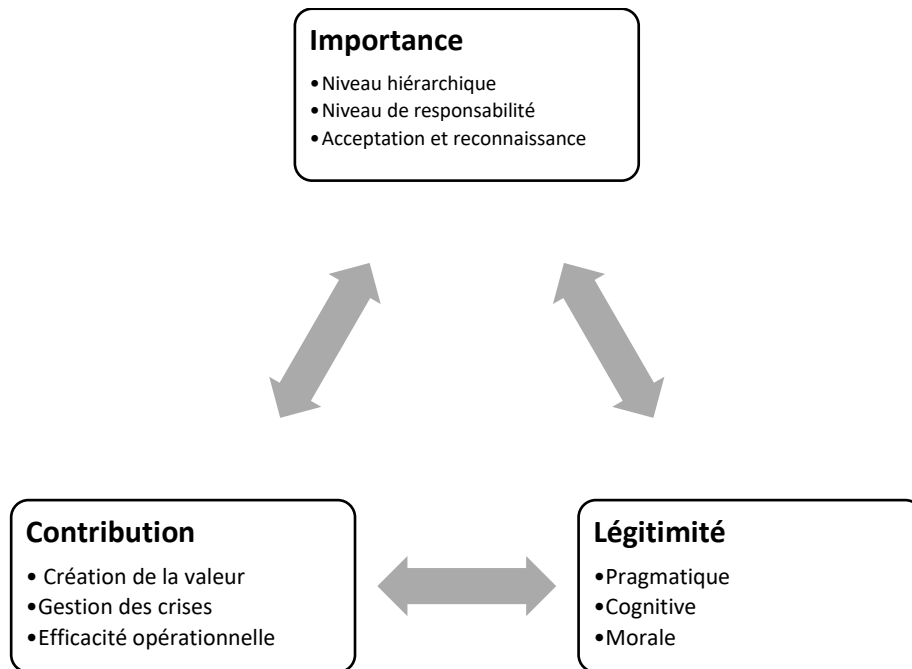 Importance
•Niveau hiérarchique
•Niveau de responsabilité
•Acceptation et reconnaissance
Contribution
• Création de la valeur
•Gestion des crises
•Efficacité opérationnelle
Légitimité
•Pragmatique
•Cognitive
•Morale